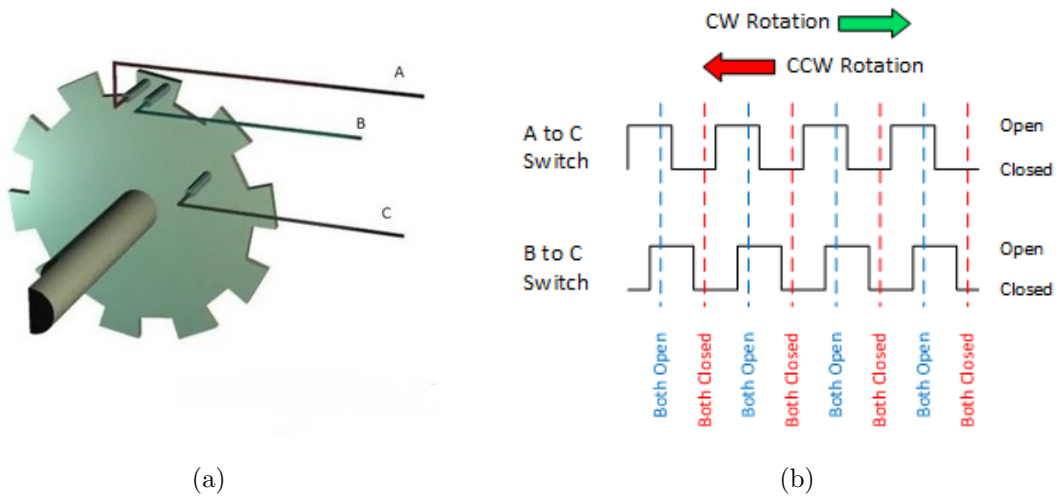 A
B
C
(a)
CW Rotation
CCW Rotation
A to C
Switch
Open
Closed
B to C
Switch
Open
Closed
Both Open
Both Closed
Both Open
Both Closed
Both Open
Both Closed
Both Open
Both Closed
(b)